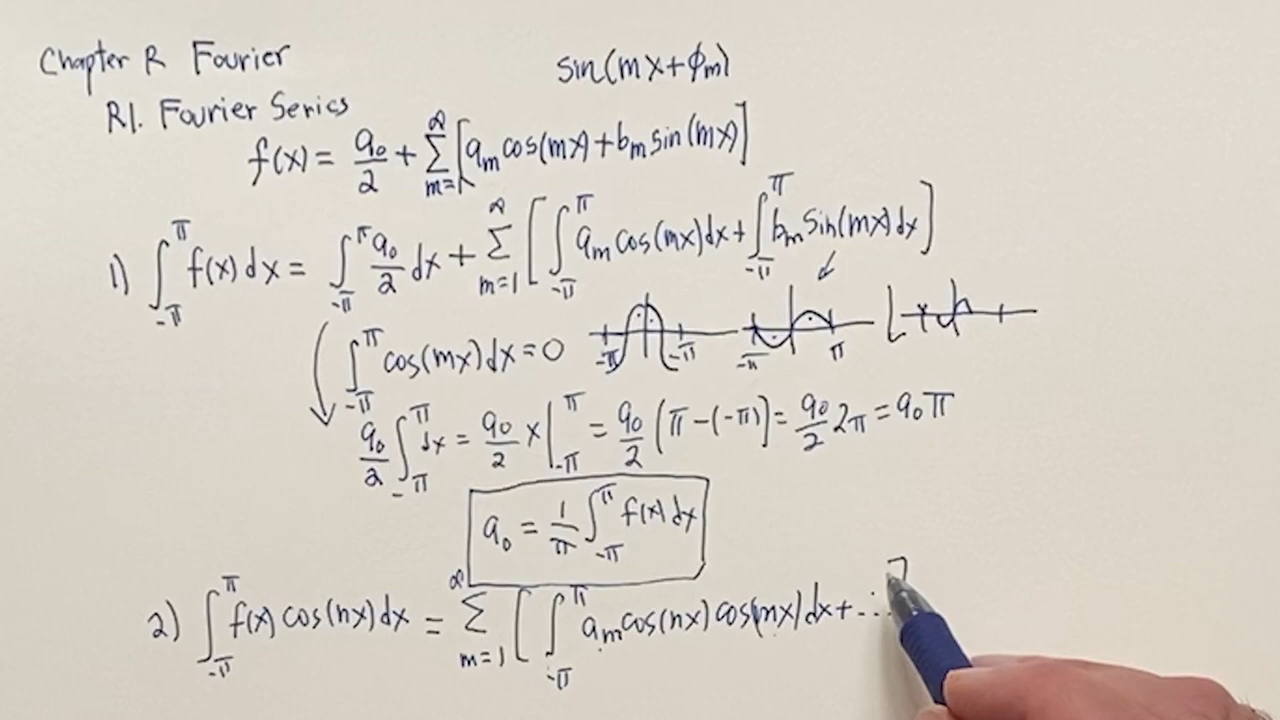 Chapter R Fourier
sin(mx+ϕₘ)
R1. Fourier Series
f(x) = a₀/2 + ∑_{m=1}^{∞} [aₘ cos(mx) + bₘ sin(mx)]
1) ∫_{-π}^{π} f(x) dx = ∫_{-π}^{π} a₀/2 dx + ∑_{m=1}^{∞} [∫_{-π}^{π} aₘ cos(mx) dx + ∫_{-π}^{π} bₘ sin(mx) dx]
∫_{-π}^{π} cos(mx) dx = 0 -π -π -π π
a₀/2 ∫_{-π}^{π} dx = a₀/2 x|_{-π}^{π} = a₀/2 (π-(-π)] = a₀/2 2π = a₀π
a₀ = 1/π ∫_{-π}^{π} f(x) dx
2) ∫_{-π}^{π} f(x) cos(nx) dx = ∑_{m=1}^{∞} [∫_{-π}^{π} aₘ cos(nx) cos(mx) dx + ...]